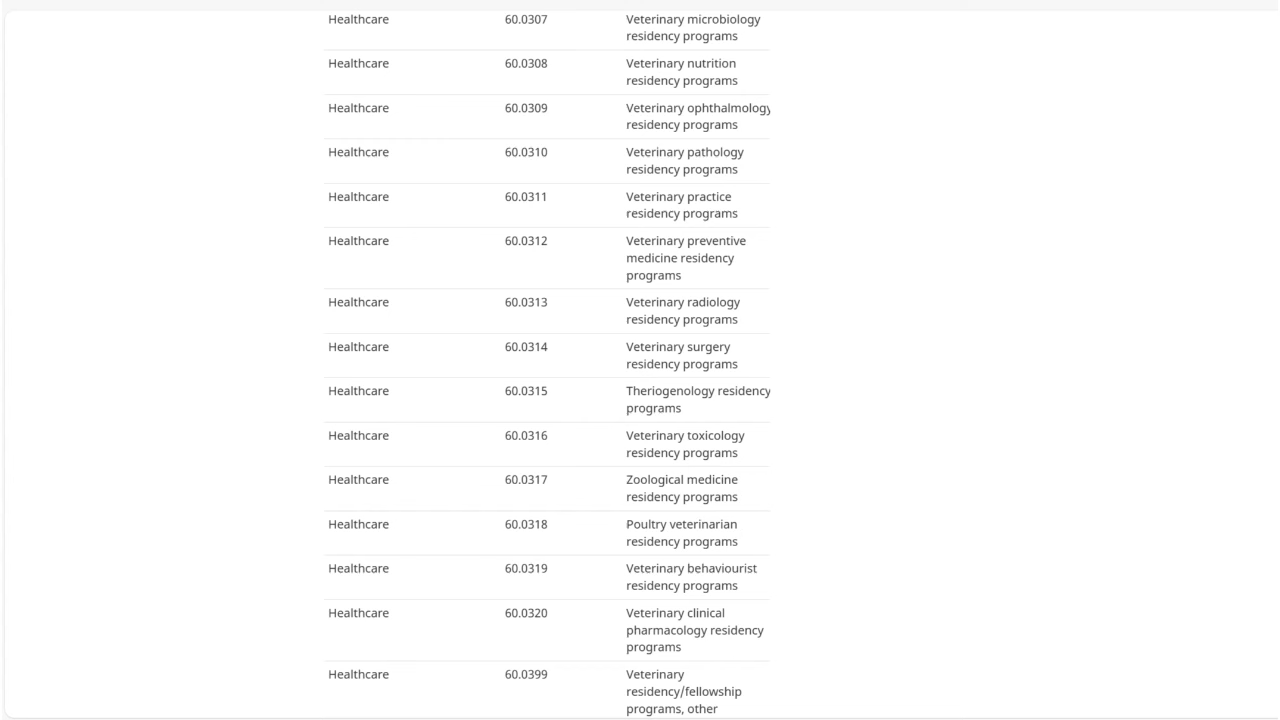 Healthcare 60.0307 Veterinary microbiology
residency programs
Healthcare 60.0308 Veterinary nutrition
residency programs
Healthcare 60.0309 Veterinary ophthalmology
residency programs
Healthcare 60.0310 Veterinary pathology
residency programs
Healthcare 60.0311 Veterinary practice
residency programs
Healthcare 60.0312 Veterinary preventive
medicine residency
programs
Healthcare 60.0313 Veterinary radiology
residency programs
Healthcare 60.0314 Veterinary surgery
residency programs
Healthcare 60.0315 Theriogenology residency
programs
Healthcare 60.0316 Veterinary toxicology
residency programs
Healthcare 60.0317 Zoological medicine
residency programs
Healthcare 60.0318 Poultry veterinarian
residency programs
Healthcare 60.0319 Veterinary behaviourist
residency programs
Healthcare 60.0320 Veterinary clinical
pharmacology residency
programs
Healthcare 60.0399 Veterinary
residency/fellowship
programs, other